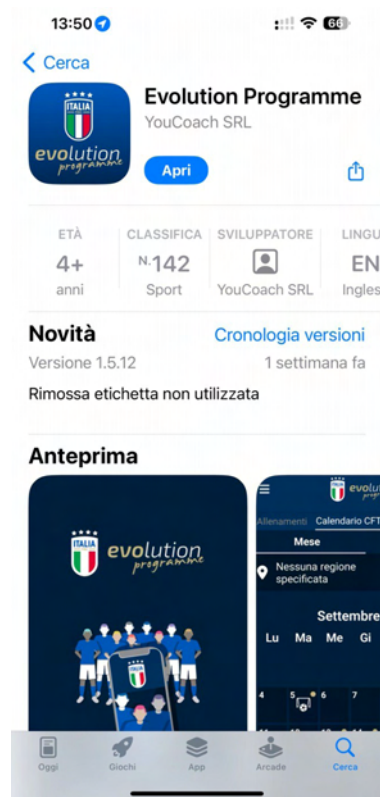 13:50
66
Cerca
ITALIA
evolution
programme
Evolution Programme
YouCoach SRL
Apri
ETÀ
4+
anni
CLASSIFICA
N.142
Sport
SVILUPPATORE
YouCoach SRL
LINGU
EN
Ingles
Novità
Cronologia versioni
Versione 1.5.12
1 settimana fa
Rimossa etichetta non utilizzata
Anteprima
ITALIA
evolution
programme
Allenamenti
Calendario CFT
Mese
Nessuna regione
specificata
Settembre
Lu Ma Me Gi
4 5 6 7
Oggi
Giochi
App
Arcade
Cerca